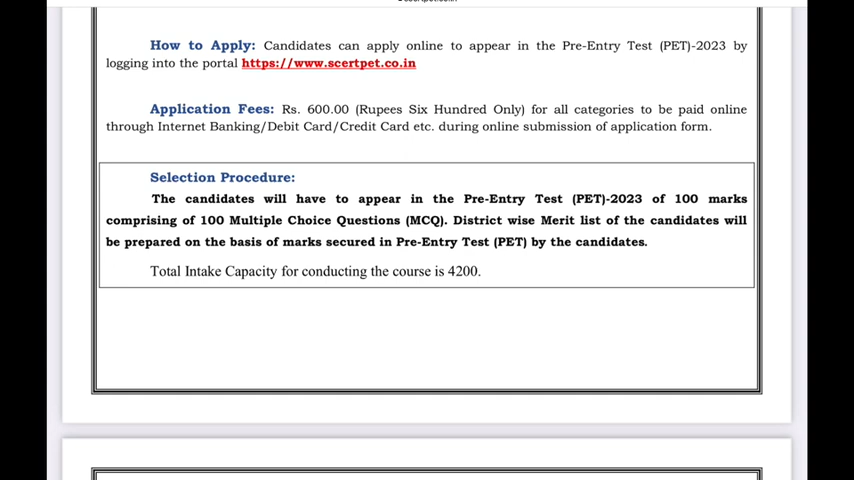 How to Apply: Candidates can apply online to appear in the Pre-Entry Test (PET)-2023 by
logging into the portal https://www.scertpet.co.in
Application Fees: Rs. 600.00 (Rupees Six Hundred Only) for all categories to be paid online
through Internet Banking/Debit Card/Credit Card etc. during online submission of application form.
Selection Procedure:
The candidates will have to appear in the Pre-Entry Test (PET)-2023 of 100 marks
comprising of 100 Multiple Choice Questions (MCQ). District wise Merit list of the candidates will
be prepared on the basis of marks secured in Pre-Entry Test (PET) by the candidates.
Total Intake Capacity for conducting the course is 4200.